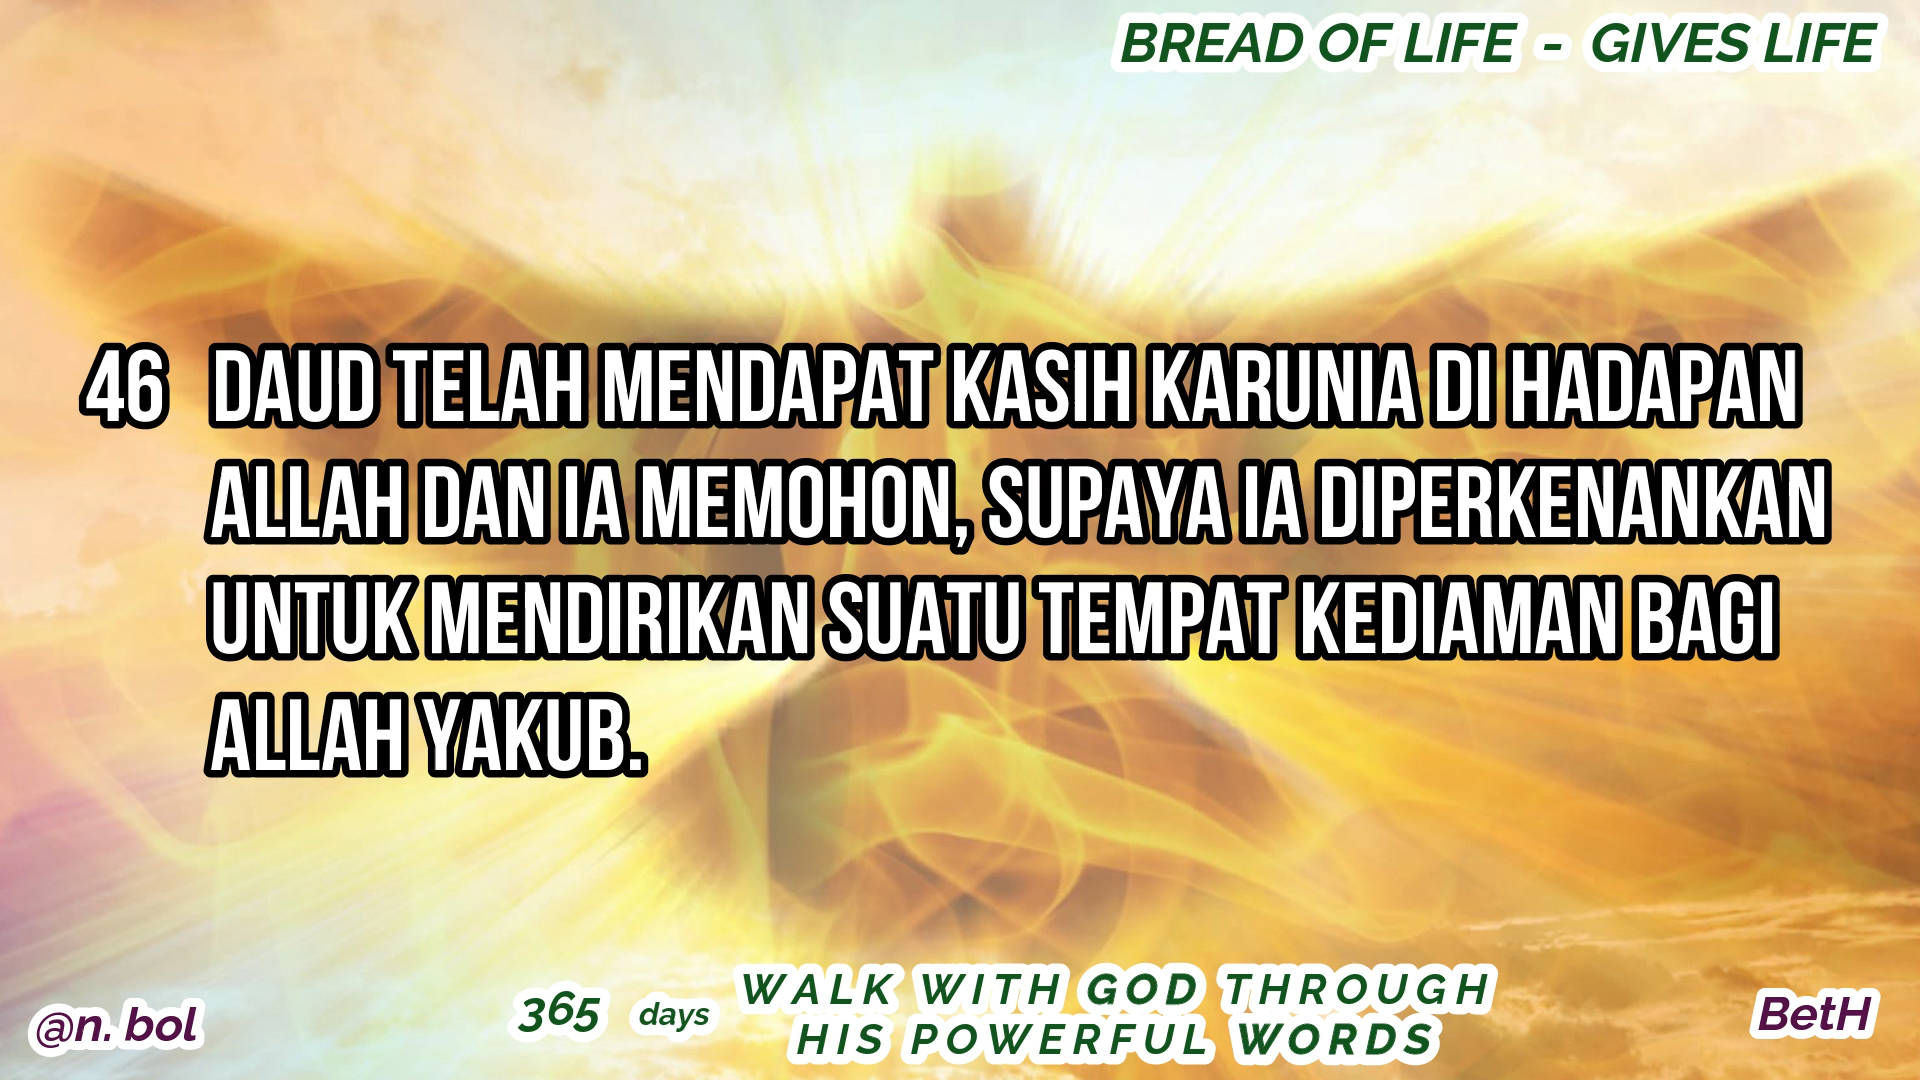 BREAD OF LIFE - GIVES LIFE
46 DAUD TELAH MENDAPAT KASIH KARUNIA DI HADAPAN
ALLAH DAN IA MEMOHON, SUPAYA IA DIPERKENANKAN
UNTUK MENDIRIKAN SUATU TEMPAT KEDIAMAN BAGI
ALLAH YAKUB.
@n. bol
365 days
WALK WITH GOD THROUGH
HIS POWERFUL WORDS
BetH